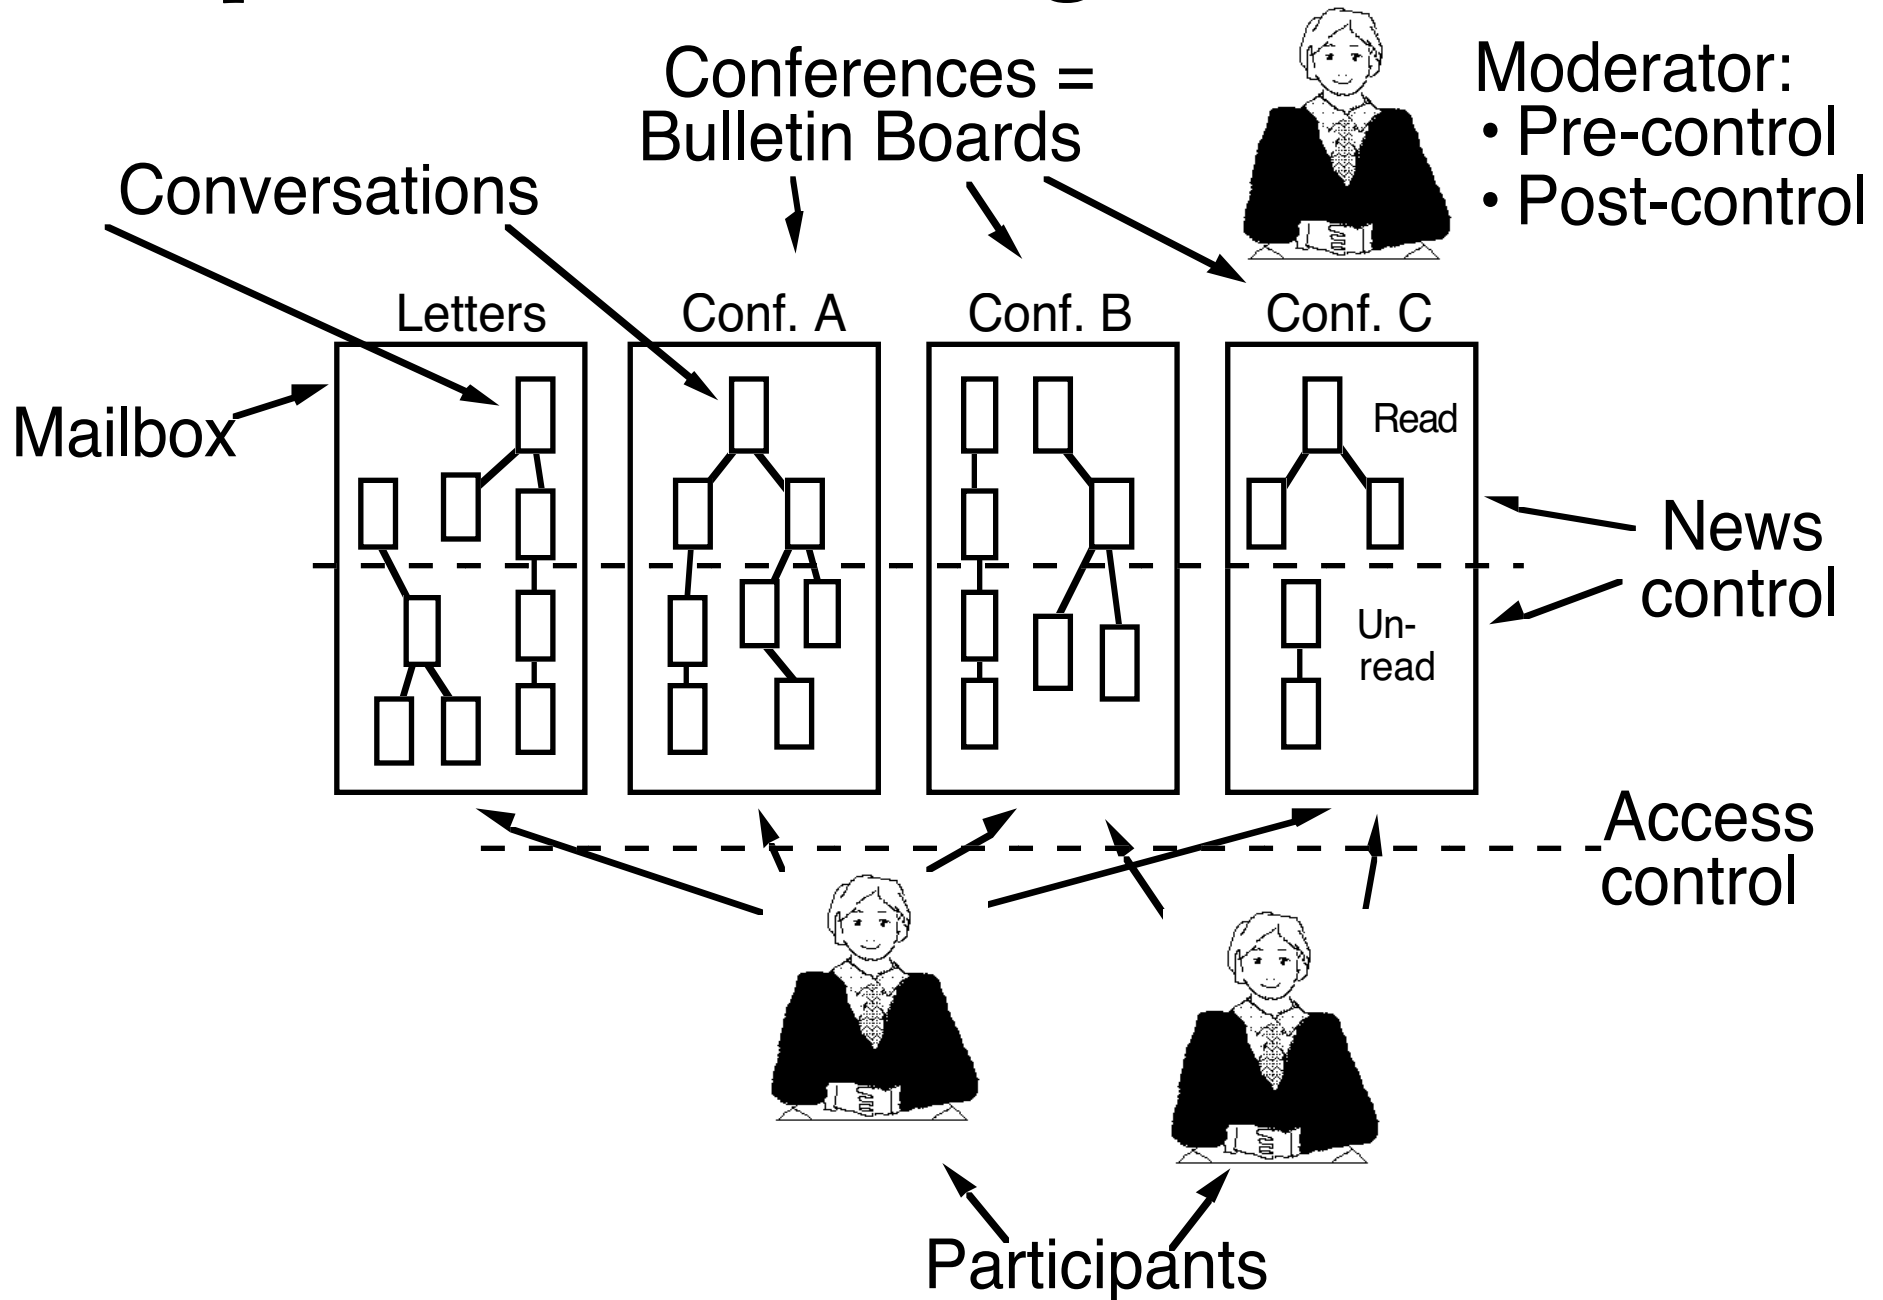 Conferences =
Bulletin Boards
Moderator:
• Pre-control
• Post-control
Conversations
Letters
Conf. A
Conf. B
Conf. C
Mailbox
Read
News
control
Un-
read
Access
control
Participants